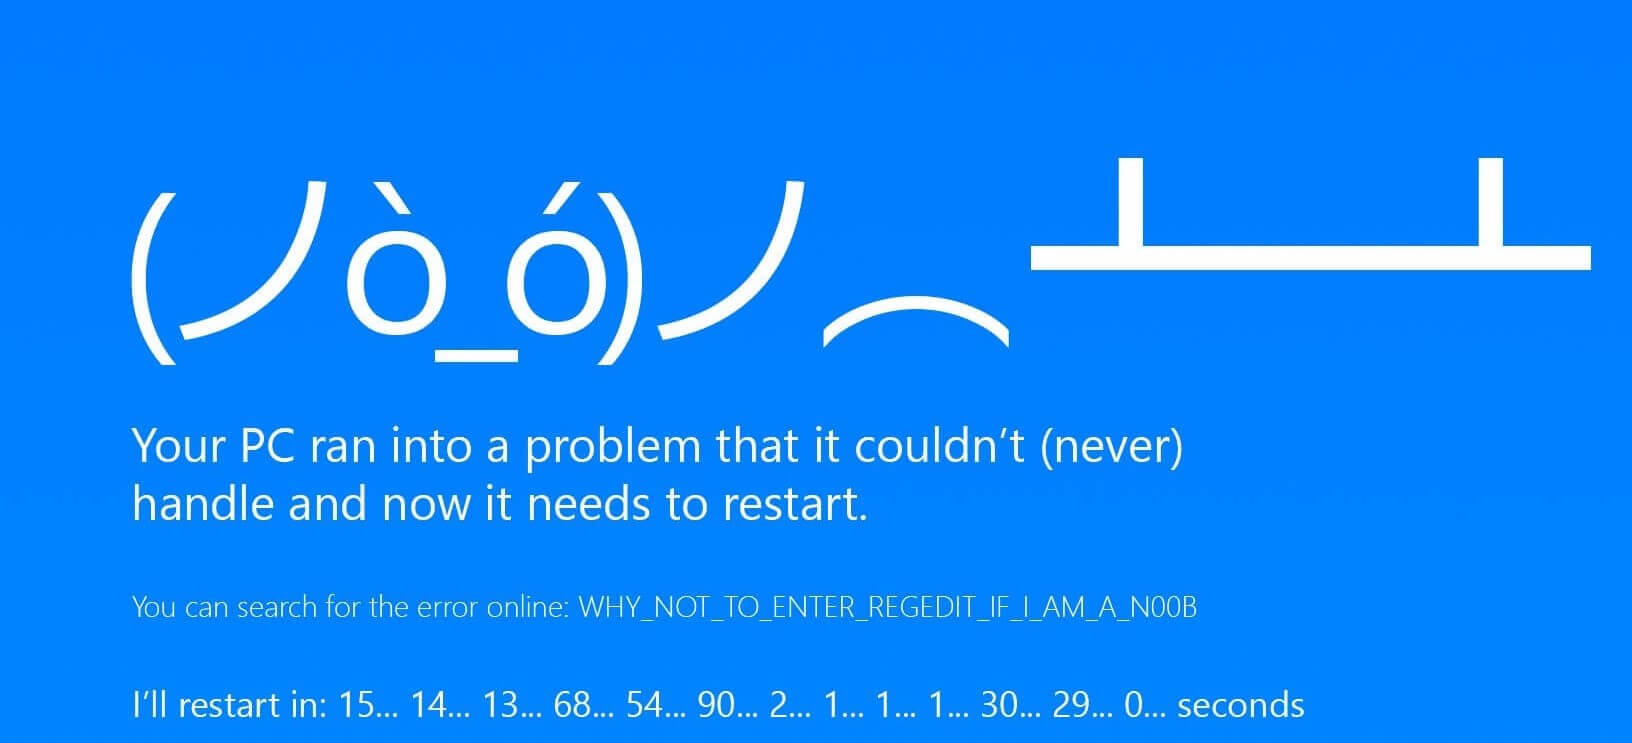 (ノò_ó)ノ︵┻━┻
Your PC ran into a problem that it couldn’t (never)
handle and now it needs to restart.
You can search for the error online: WHY_NOT_TO_ENTER_REGEDIT_IF_I_AM_A_N00B
I’ll restart in: 15... 14... 13... 68... 54... 90... 2... 1... 1... 1... 30... 29... 0... seconds